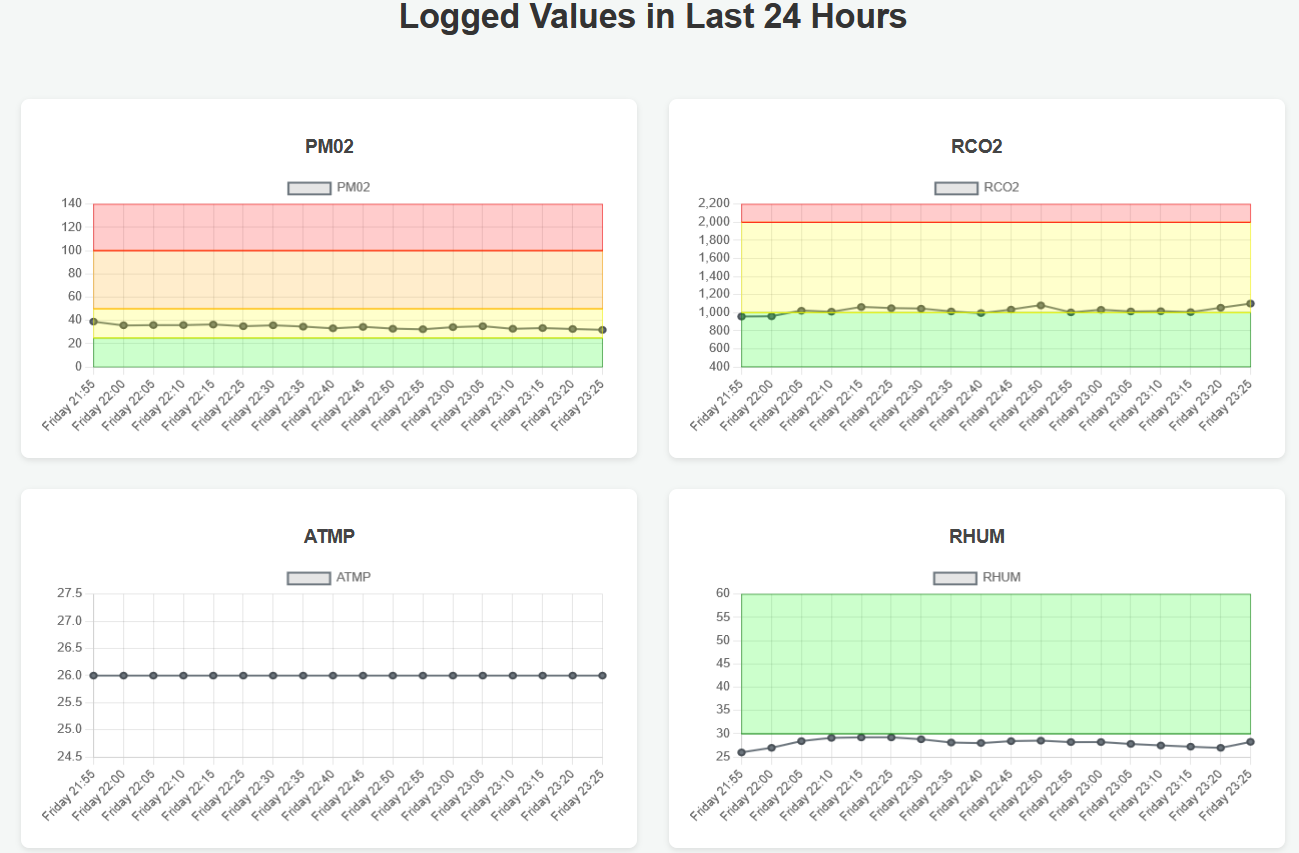 Logged Values in Last 24 Hours
PM02
PM02
140
120
100
80
60
40
20
0
Friday 21:55
Friday 22:00
Friday 22:05
Friday 22:10
Friday 22:15
Friday 22:25
Friday 22:30
Friday 22:35
Friday 22:40
Friday 22:45
Friday 22:50
Friday 22:55
Friday 23:00
Friday 23:05
Friday 23:10
Friday 23:15
Friday 23:20
Friday 23:25
RCO2
RCO2
2,200
2,000
1,800
1,600
1,400
1,200
1,000
800
600
400
Friday 21:55
Friday 22:00
Friday 22:05
Friday 22:10
Friday 22:15
Friday 22:25
Friday 22:30
Friday 22:35
Friday 22:40
Friday 22:45
Friday 22:50
Friday 22:55
Friday 23:00
Friday 23:05
Friday 23:10
Friday 23:15
Friday 23:20
Friday 23:25
ATMP
ATMP
27.5
27.0
26.5
26.0
25.5
25.0
24.5
Friday 21:55
Friday 22:00
Friday 22:05
Friday 22:10
Friday 22:15
Friday 22:25
Friday 22:30
Friday 22:35
Friday 22:40
Friday 22:45
Friday 22:50
Friday 22:55
Friday 23:00
Friday 23:05
Friday 23:10
Friday 23:15
Friday 23:20
Friday 23:25
RHUM
RHUM
60
55
50
45
40
35
30
25
Friday 21:55
Friday 22:00
Friday 22:05
Friday 22:10
Friday 22:15
Friday 22:25
Friday 22:30
Friday 22:35
Friday 22:40
Friday 22:45
Friday 22:50
Friday 22:55
Friday 23:00
Friday 23:05
Friday 23:10
Friday 23:15
Friday 23:20
Friday 23:25